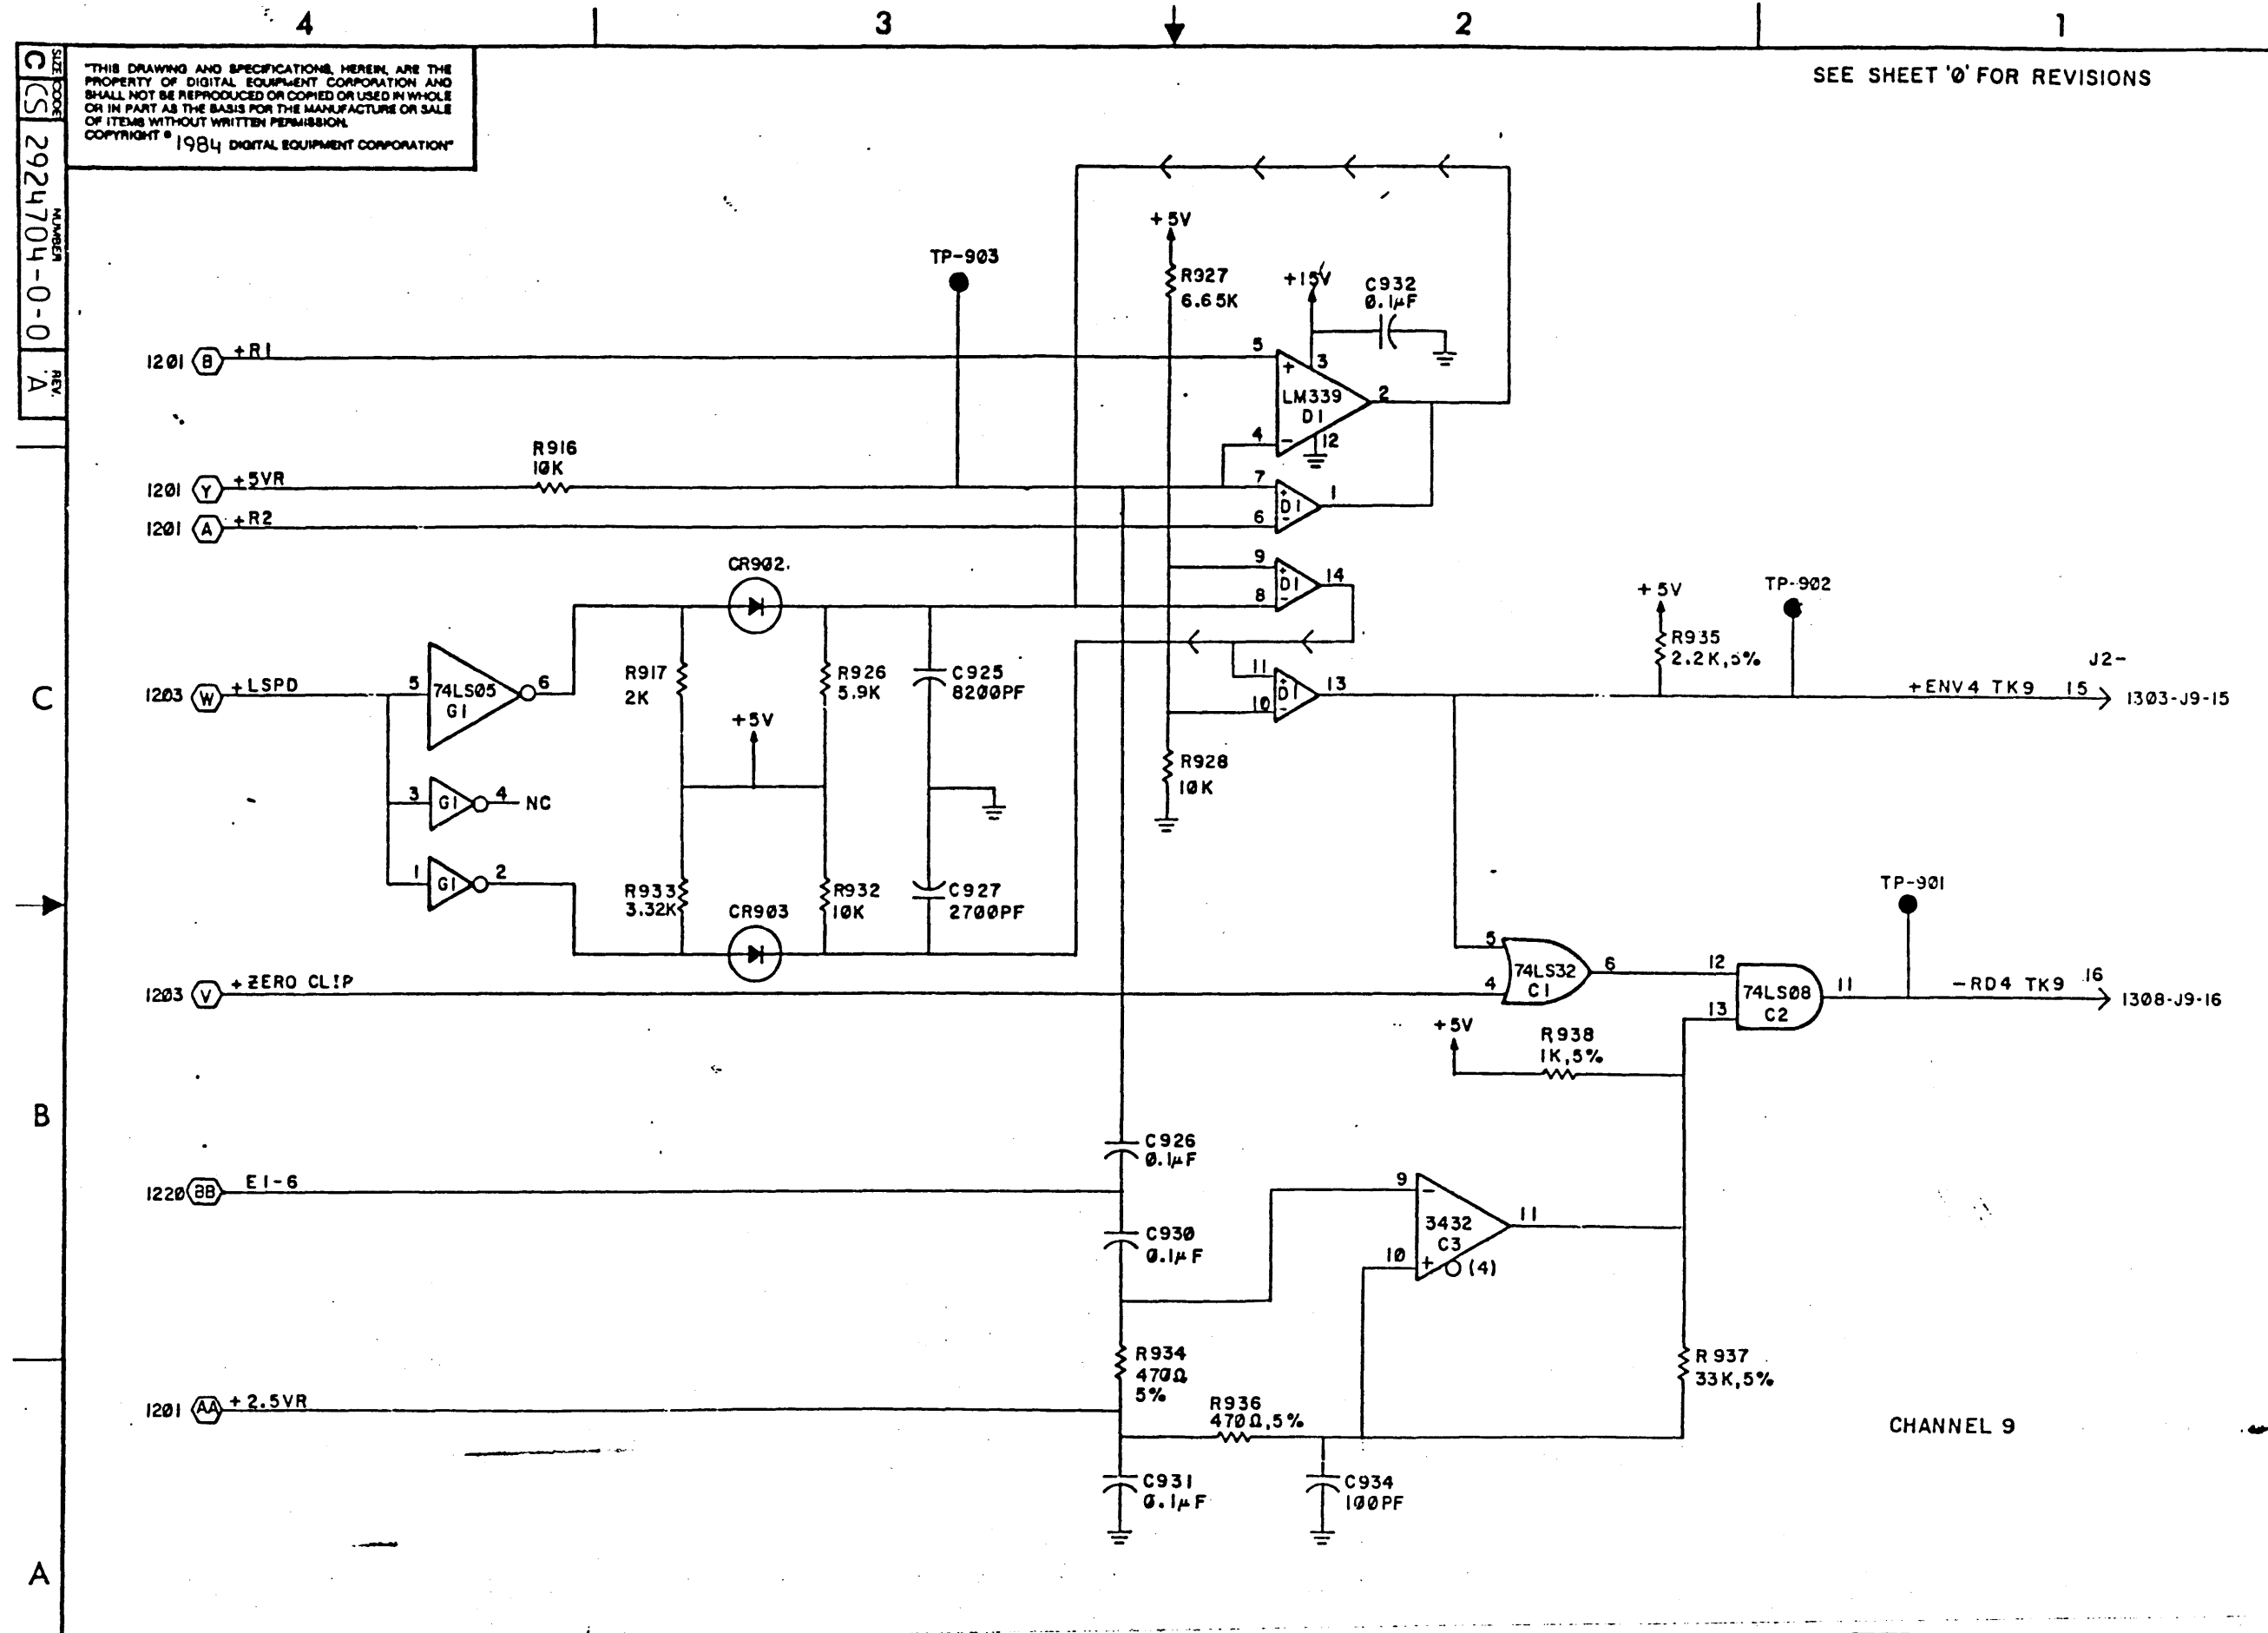 4 3 2 1
SIZE CODE NUMBER REV.
C CS 2924704-0-0 A
"THIS DRAWING AND SPECIFICATIONS, HEREIN, ARE THE
PROPERTY OF DIGITAL EQUIPMENT CORPORATION AND
SHALL NOT BE REPRODUCED OR COPIED OR USED IN WHOLE
OR IN PART AS THE BASIS FOR THE MANUFACTURE OR SALE
OF ITEMS WITHOUT WRITTEN PERMISSION.
COPYRIGHT © 1984 DIGITAL EQUIPMENT CORPORATION"
SEE SHEET '0' FOR REVISIONS
+5V
TP-903
R927
6.65K
+15V
C932
0.1µF
1201 B +R1
5
+
3
LM339
D1
2
4
-
12
R916
10K
1201 Y +5VR
7
+
D1
-
1
1201 A +R2
6
CR902
9
+
D1
-
14
8
+5V
TP-902
R935
2.2K,5%
J2-
1203 W +LSPD
5
74LS05
G1
6
R917
2K
R926
5.9K
C925
8200PF
11
+
D1
-
13
10
+ENV4 TK9 15
1303-J9-15
+5V
R928
10K
3
G1
4
NC
1
G1
2
R933
3.32K
CR903
R932
10K
C927
2700PF
TP-901
1203 V +ZERO CLIP
5
74LS32
C1
6
4
12
74LS08
C2
11
13
-RD4 TK9 16
1308-J9-16
+5V
R938
1K,5%
C926
0.1µF
1220 BB E1-6
C930
0.1µF
9
-
3432
C3
11
10
+
(4)
R934
470Ω
5%
R937
33K,5%
1201 AA +2.5VR
R936
470Ω,5%
CHANNEL 9
C931
0.1µF
C934
100PF
C
B
A